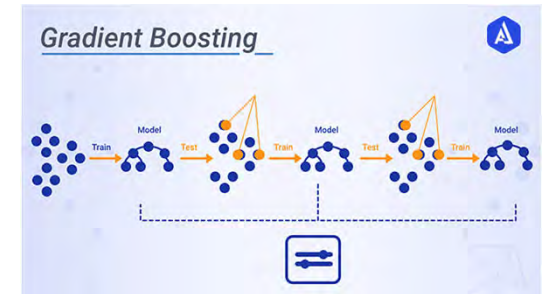 Gradient Boosting
Model
Model
Model
Train
Test
Train
Test
Train